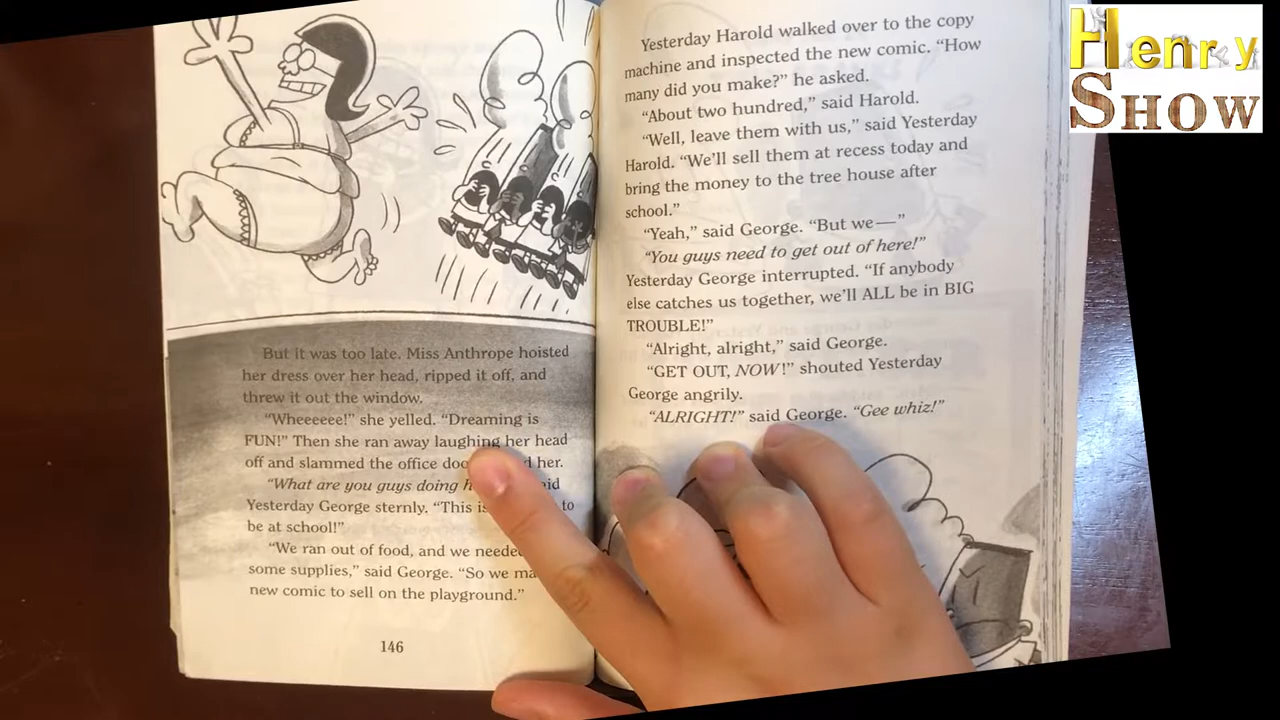 But it was too late. Miss Anthrope hoisted
her dress over her head, ripped it off, and
threw it out the window.
“Wheeeeee!” she yelled. “Dreaming is
FUN!” Then she ran away laughing her head
off and slammed the office her.
“What are you guys doing
Yesterday George sternly. “This is to
be at school!”
“We ran out of food, and we needed
some supplies,” said George. “So we
new comic to sell on the playground.”
146
Yesterday Harold walked over to the copy
machine and inspected the new comic. “How
many did you make?” he asked.
“About two hundred,” said Harold.
“Well, leave them with us,” said Yesterday
Harold. “We’ll sell them at recess today and
bring the money to the tree house after
school.”
“Yeah,” said George. “But we—”
“You guys need to get out of here!”
Yesterday George interrupted. “If anybody
else catches us together, we’ll ALL be in BIG
TROUBLE!”
“Alright, alright,” said George.
“GET OUT, NOW!” shouted Yesterday
George angrily.
“ALRIGHT!” said George. “Gee whiz!”
Henry
SHOW